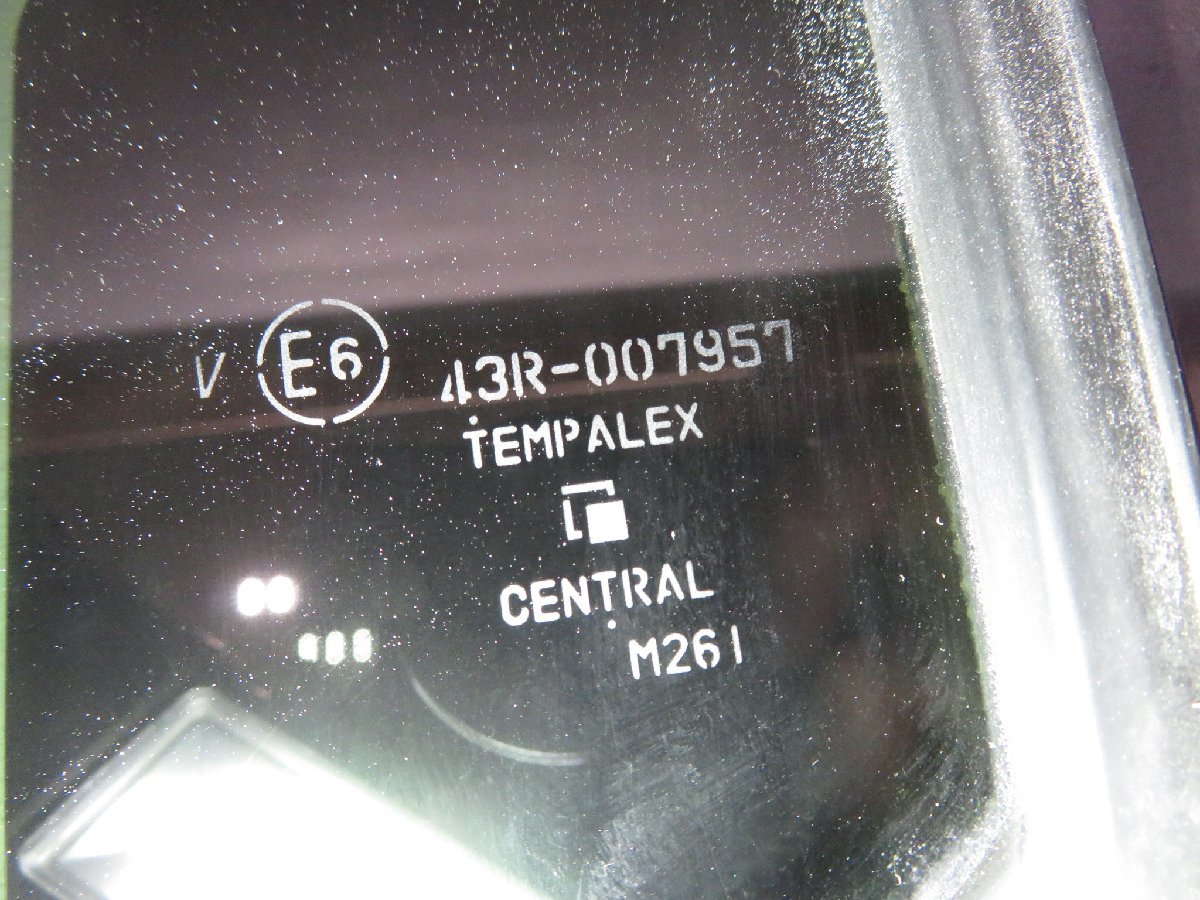 V E6 43R-007957
TEMPALEX
CENTRAL
M261